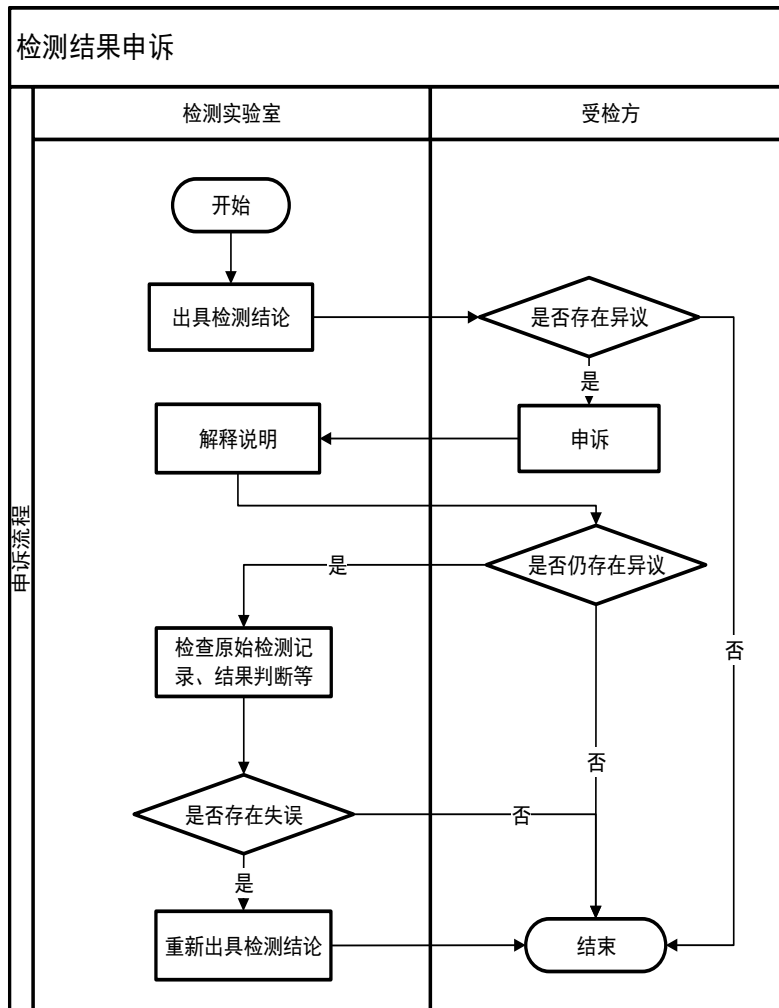 检测结果申诉
检测实验室
受检方
申诉流程
开始
出具检测结论
是否存在异议
是
解释说明
申诉
是否仍存在异议
是
检查原始检测记
录、结果判断等
否
否
是否存在失误
否
是
重新出具检测结论
结束